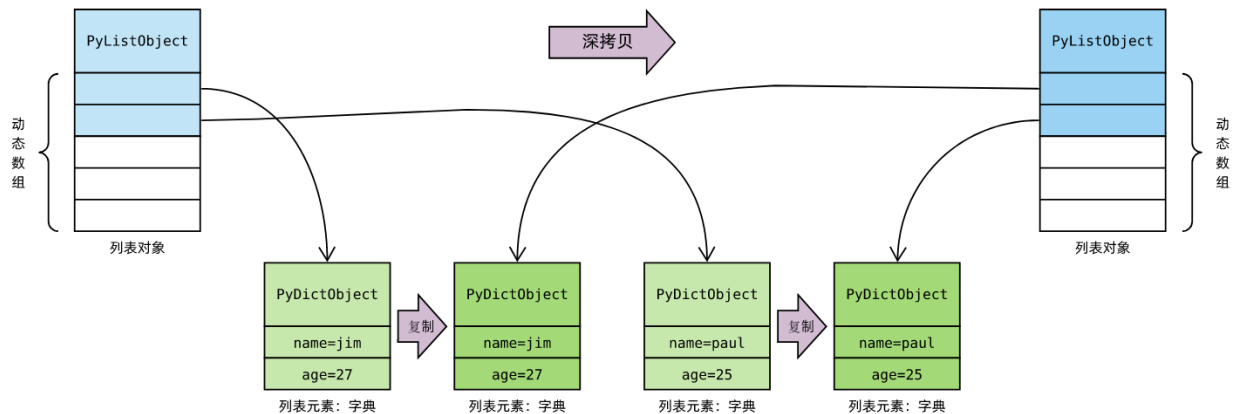 PyListObject
深拷贝
PyListObject
动态数组
动态数组
列表对象
列表对象
PyDictObject
PyDictObject
PyDictObject
PyDictObject
name=jim
复制
name=jim
name=paul
复制
name=paul
age=27
age=27
age=25
age=25
列表元素：字典
列表元素：字典
列表元素：字典
列表元素：字典